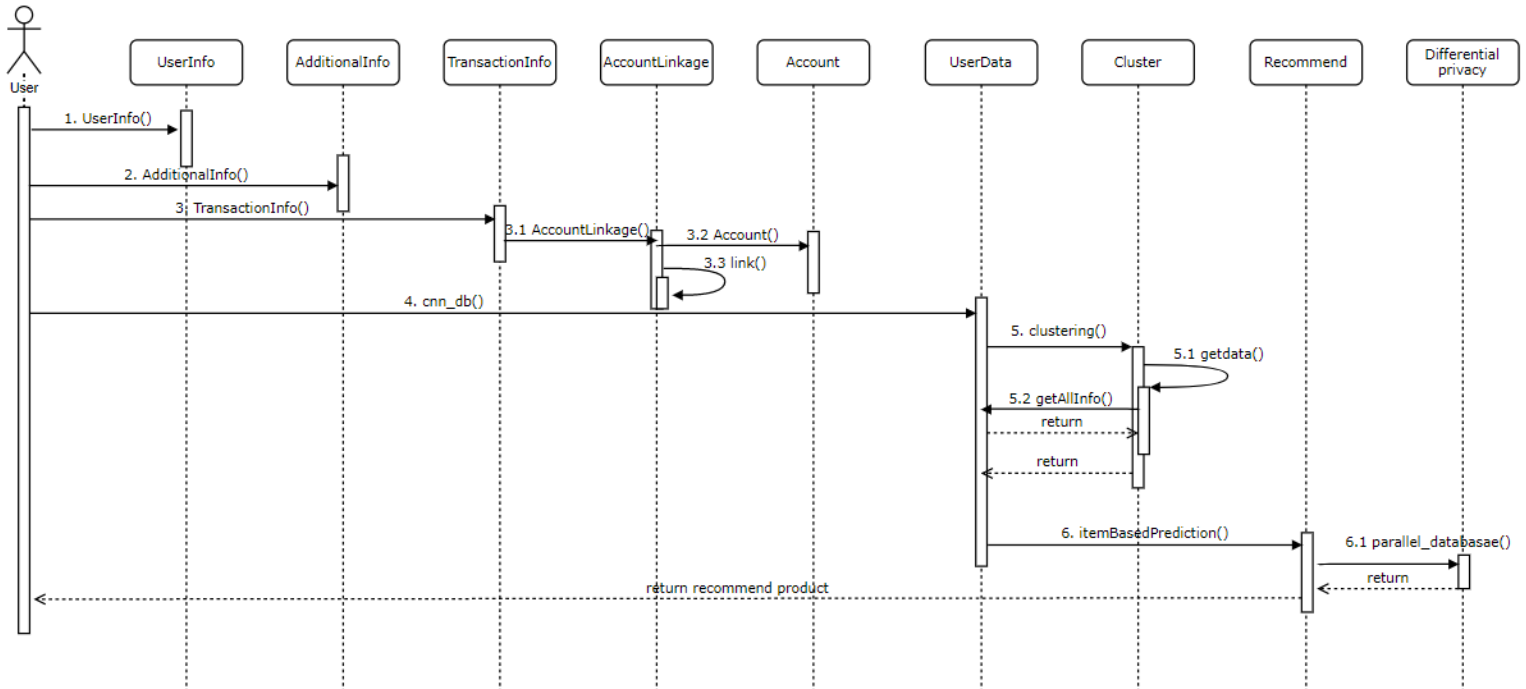 User
UserInfo
AdditionalInfo
TransactionInfo
AccountLinkage
Account
UserData
Cluster
Recommend
Differential
privacy
1. UserInfo()
2. AdditionalInfo()
3. TransactionInfo()
3.1 AccountLinkage()
3.2 Account()
3.3 link()
4. cnn_db()
5. clustering()
5.1 getdata()
5.2 getAllInfo()
return
return
6. itemBasedPrediction()
6.1 parallel_databasae()
return
return recommend product